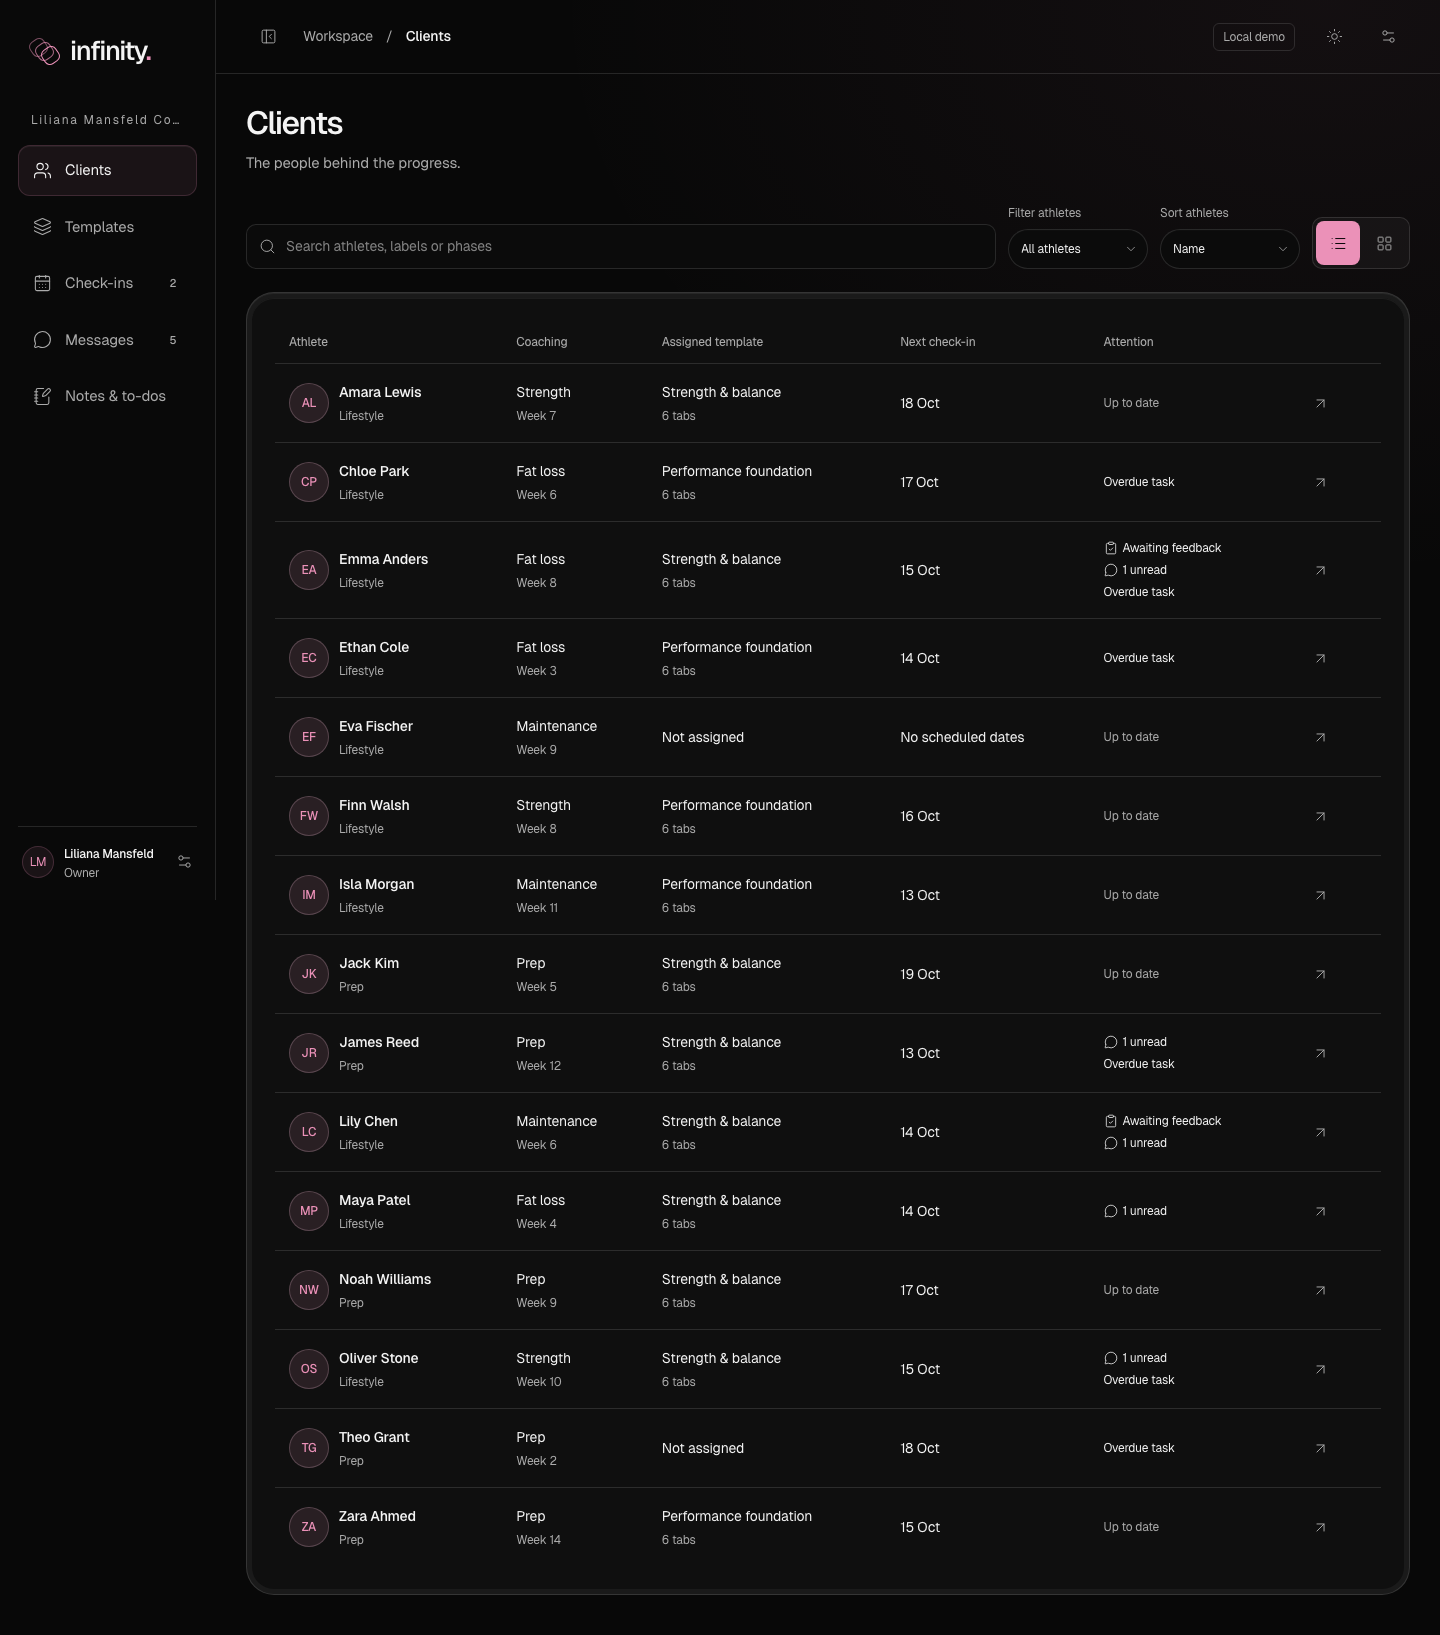 infinity.
Liliana Mansfeld Co…
Clients
Templates
Check-ins 2
Messages 5
Notes & to-dos
LM Liliana Mansfeld
Owner
Workspace / Clients
Local demo
Clients
The people behind the progress.
Search athletes, labels or phases
Filter athletes
All athletes
Sort athletes
Name
Athlete Coaching Assigned template Next check-in Attention
AL Amara Lewis Strength Strength & balance 18 Oct Up to date
Lifestyle Week 7 6 tabs
CP Chloe Park Fat loss Performance foundation 17 Oct Overdue task
Lifestyle Week 6 6 tabs
Awaiting feedback
EA Emma Anders Fat loss Strength & balance 15 Oct 1 unread
Lifestyle Week 8 6 tabs
Overdue task
EC Ethan Cole Fat loss Performance foundation 14 Oct Overdue task
Lifestyle Week 3 6 tabs
EF Eva Fischer Maintenance Not assigned No scheduled dates Up to date
Lifestyle Week 9
FW Finn Walsh Strength Performance foundation 16 Oct Up to date
Lifestyle Week 8 6 tabs
IM Isla Morgan Maintenance Performance foundation 13 Oct Up to date
Lifestyle Week 11 6 tabs
JK Jack Kim Prep Strength & balance 19 Oct Up to date
Prep Week 5 6 tabs
JR James Reed Prep Strength & balance 13 Oct 1 unread
Prep Week 12 6 tabs Overdue task
LC Lily Chen Maintenance Strength & balance 14 Oct Awaiting feedback
Lifestyle Week 6 6 tabs 1 unread
MP Maya Patel Fat loss Strength & balance 14 Oct 1 unread
Lifestyle Week 4 6 tabs
NW Noah Williams Prep Strength & balance 17 Oct Up to date
Prep Week 9 6 tabs
OS Oliver Stone Strength Strength & balance 15 Oct 1 unread
Lifestyle Week 10 6 tabs Overdue task
TG Theo Grant Prep Not assigned 18 Oct Overdue task
Prep Week 2
ZA Zara Ahmed Prep Performance foundation 15 Oct Up to date
Prep Week 14 6 tabs